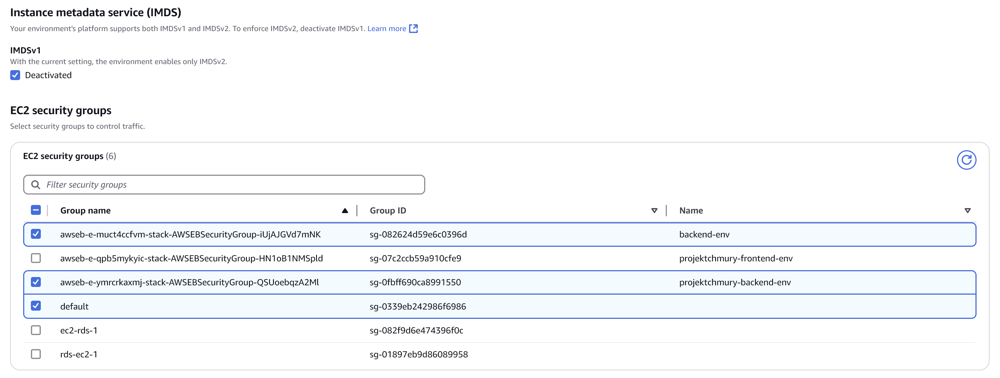 Instance metadata service (IMDS)
Your environment's platform supports both IMDSv1 and IMDSv2. To enforce IMDSv2, deactivate IMDSv1. Learn more
IMDSv1
With the current setting, the environment enables only IMDSv2.
Deactivated
EC2 security groups
Select security groups to control traffic.
EC2 security groups (6)
Filter security groups
Group name Group ID Name
awseb-e-muct4ccfvm-stack-AWSEBSecurityGroup-iUjAJGVd7mNK sg-082624d59e6c0396d backend-env
awseb-e-qpb5mykyic-stack-AWSEBSecurityGroup-HN1oB1NMSpld sg-07c2ccb59a910cfe9 projektchmury-frontend-env
awseb-e-ymrcrkaxmj-stack-AWSEBSecurityGroup-QSUoebqzA2Ml sg-0fbff690ca8991550 projektchmury-backend-env
default sg-0339eb242986f6986
ec2-rds-1 sg-082f9d6e474396f0c
rds-ec2-1 sg-01897eb9d86089958